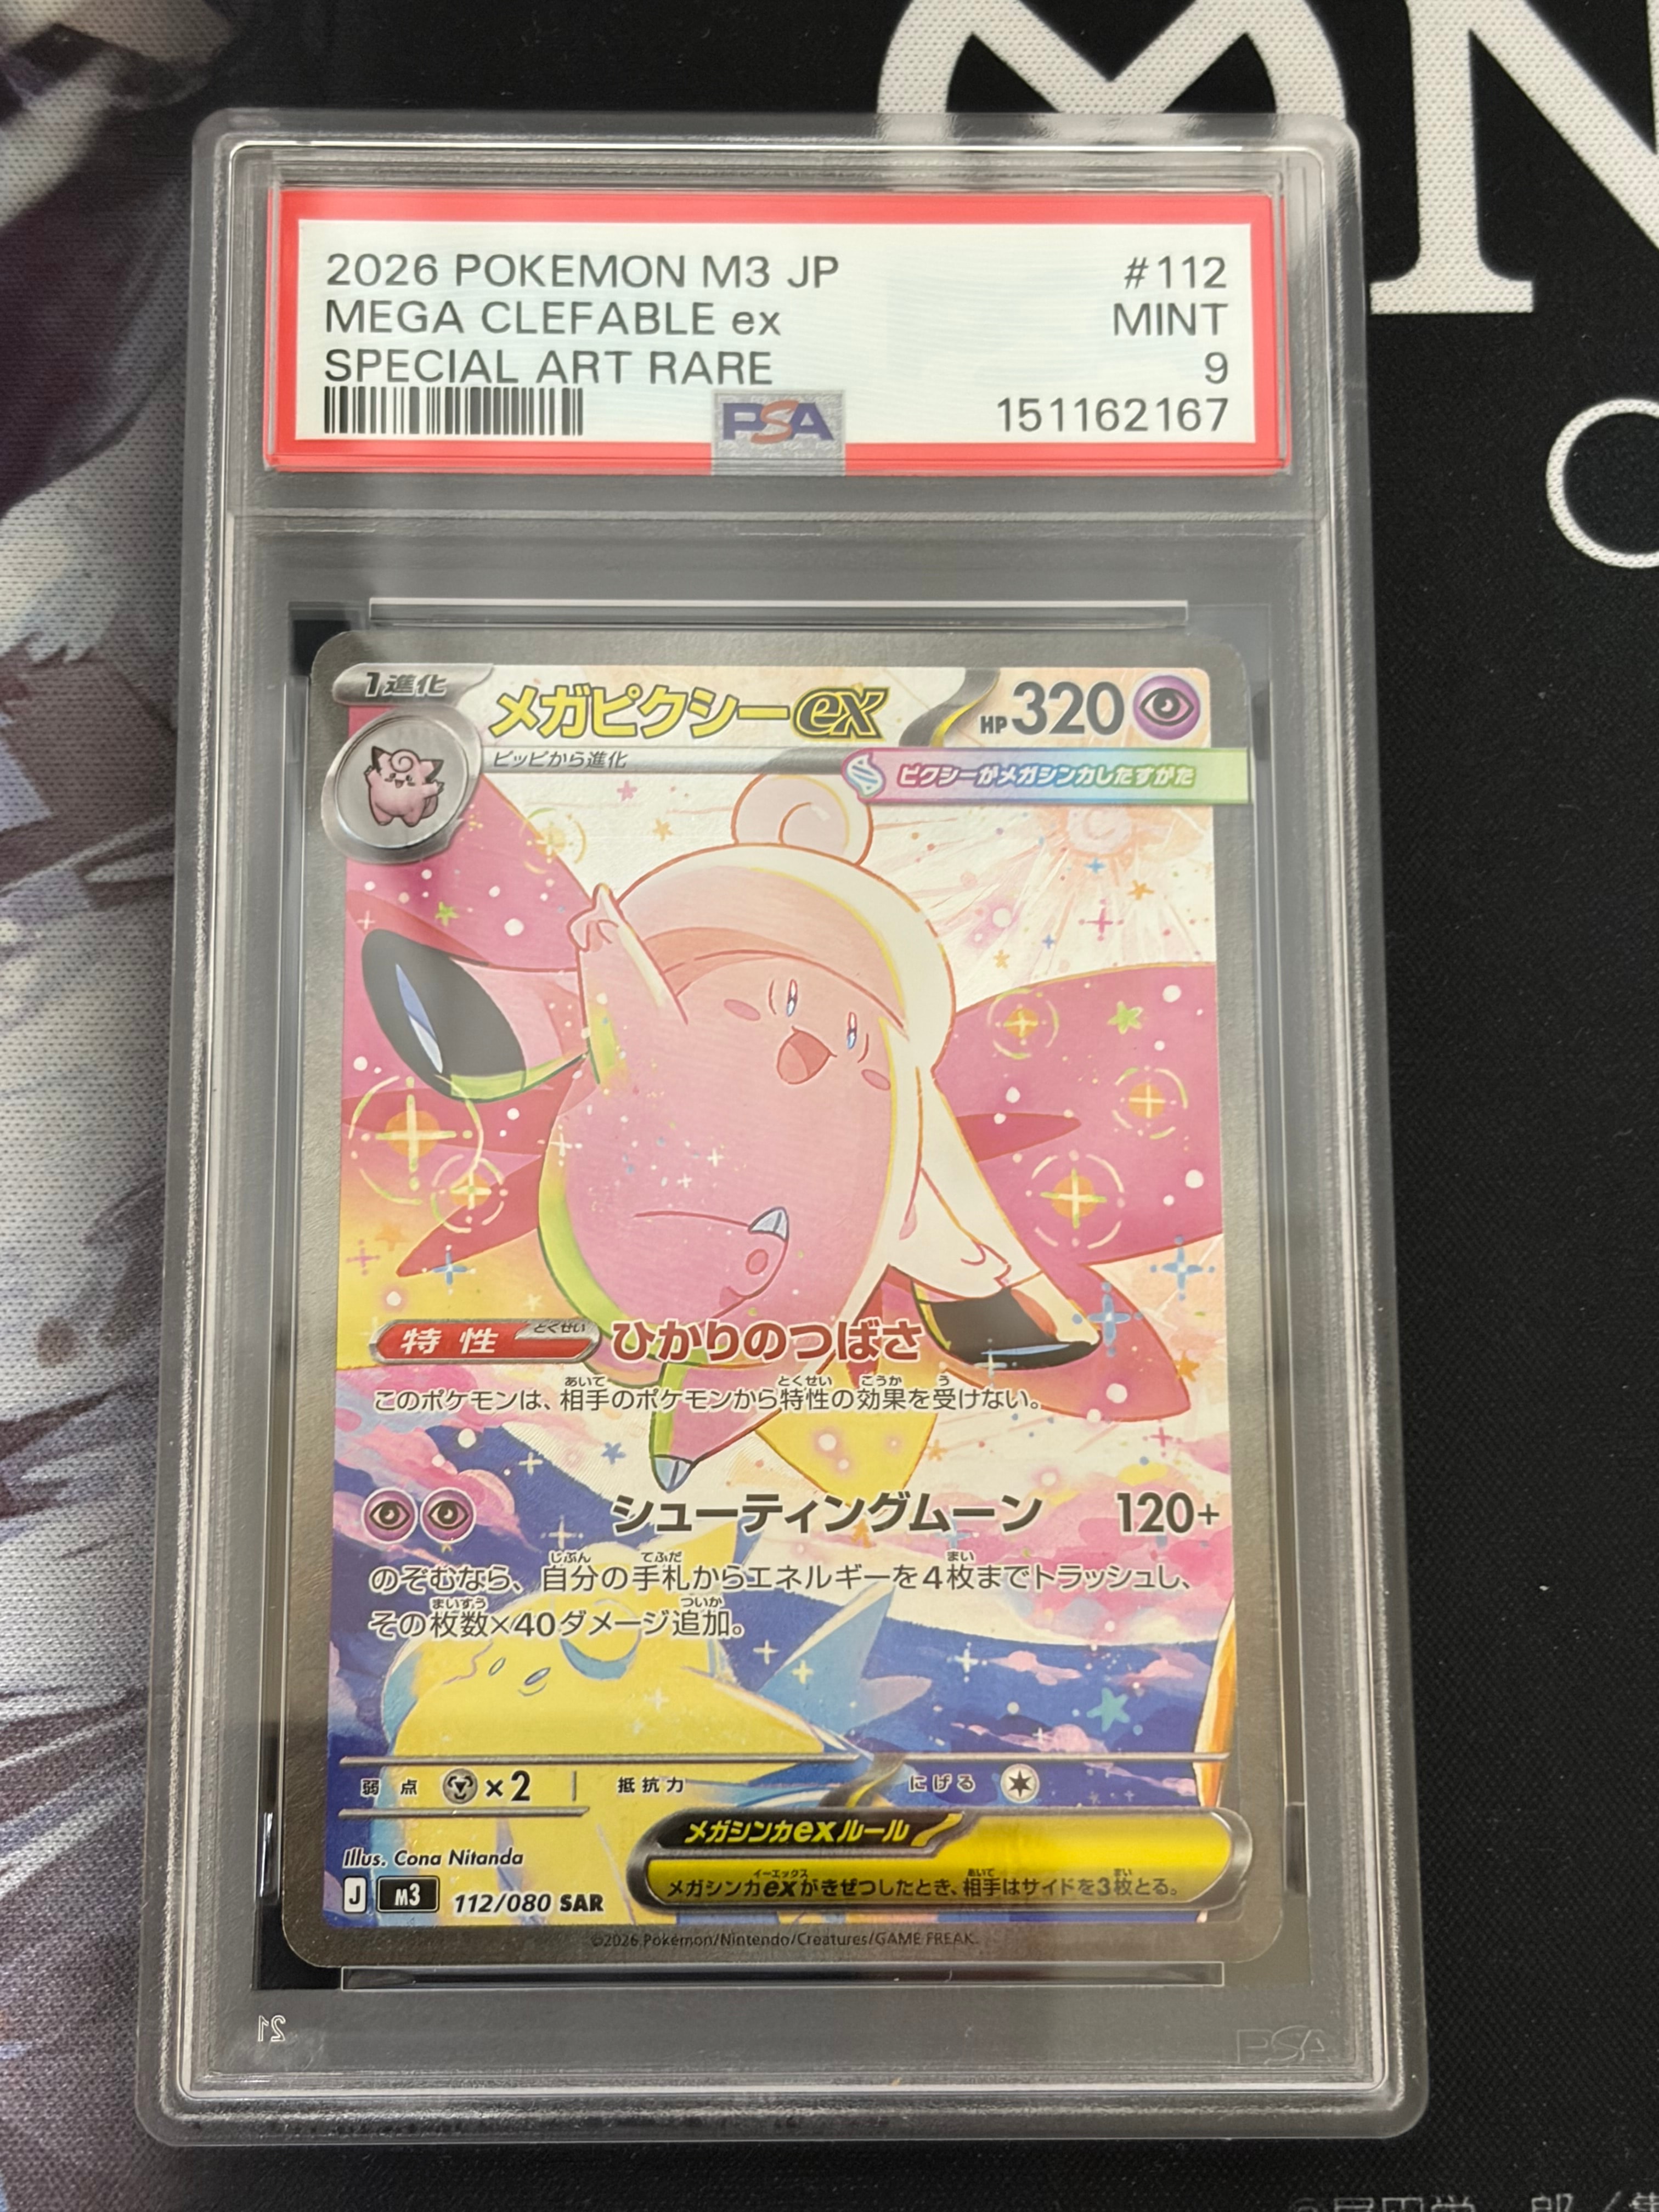 2026 POKEMON M3 JP #112
MEGA CLEFABLE ex MINT
SPECIAL ART RARE 9
PSA 151162167
1進化 メガピクシーex HP320
ピッピから進化
ピクシーがメガシンカしたすがた
特性 とくせい ひかりのつばさ
あいて とくせい こうか う
このポケモンは、相手のポケモンから特性の効果を受けない。
シューティングムーン 120+
じぶん てふだ まい
のぞむなら、自分の手札からエネルギーを4枚までトラッシュし、
まいすう ついか
その枚数×40ダメージ追加。
弱点 ×2 抵抗力 にげる
メガシンカexルール
イーエックス あいて まい
メガシンカexがきぜつしたとき、相手はサイドを3枚とる。
Illus. Cona Nitanda
J M3 112/080 SAR
©2026 Pokémon/Nintendo/Creatures/GAME FREAK.
21
PSA